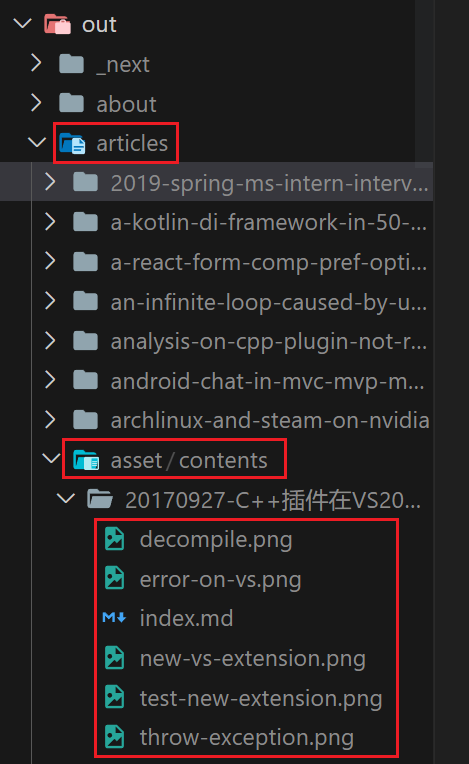 out
_next
about
articles
2019-spring-ms-intern-interv...
a-kotlin-di-framework-in-50-...
a-react-form-comp-pref-opti...
an-infinite-loop-caused-by-u...
analysis-on-cpp-plugin-not-r...
android-chat-in-mvc-mvp-m...
archlinux-and-steam-on-nvidia
asset/contents
20170927-C++插件在VS20...
decompile.png
error-on-vs.png
index.md
new-vs-extension.png
test-new-extension.png
throw-exception.png